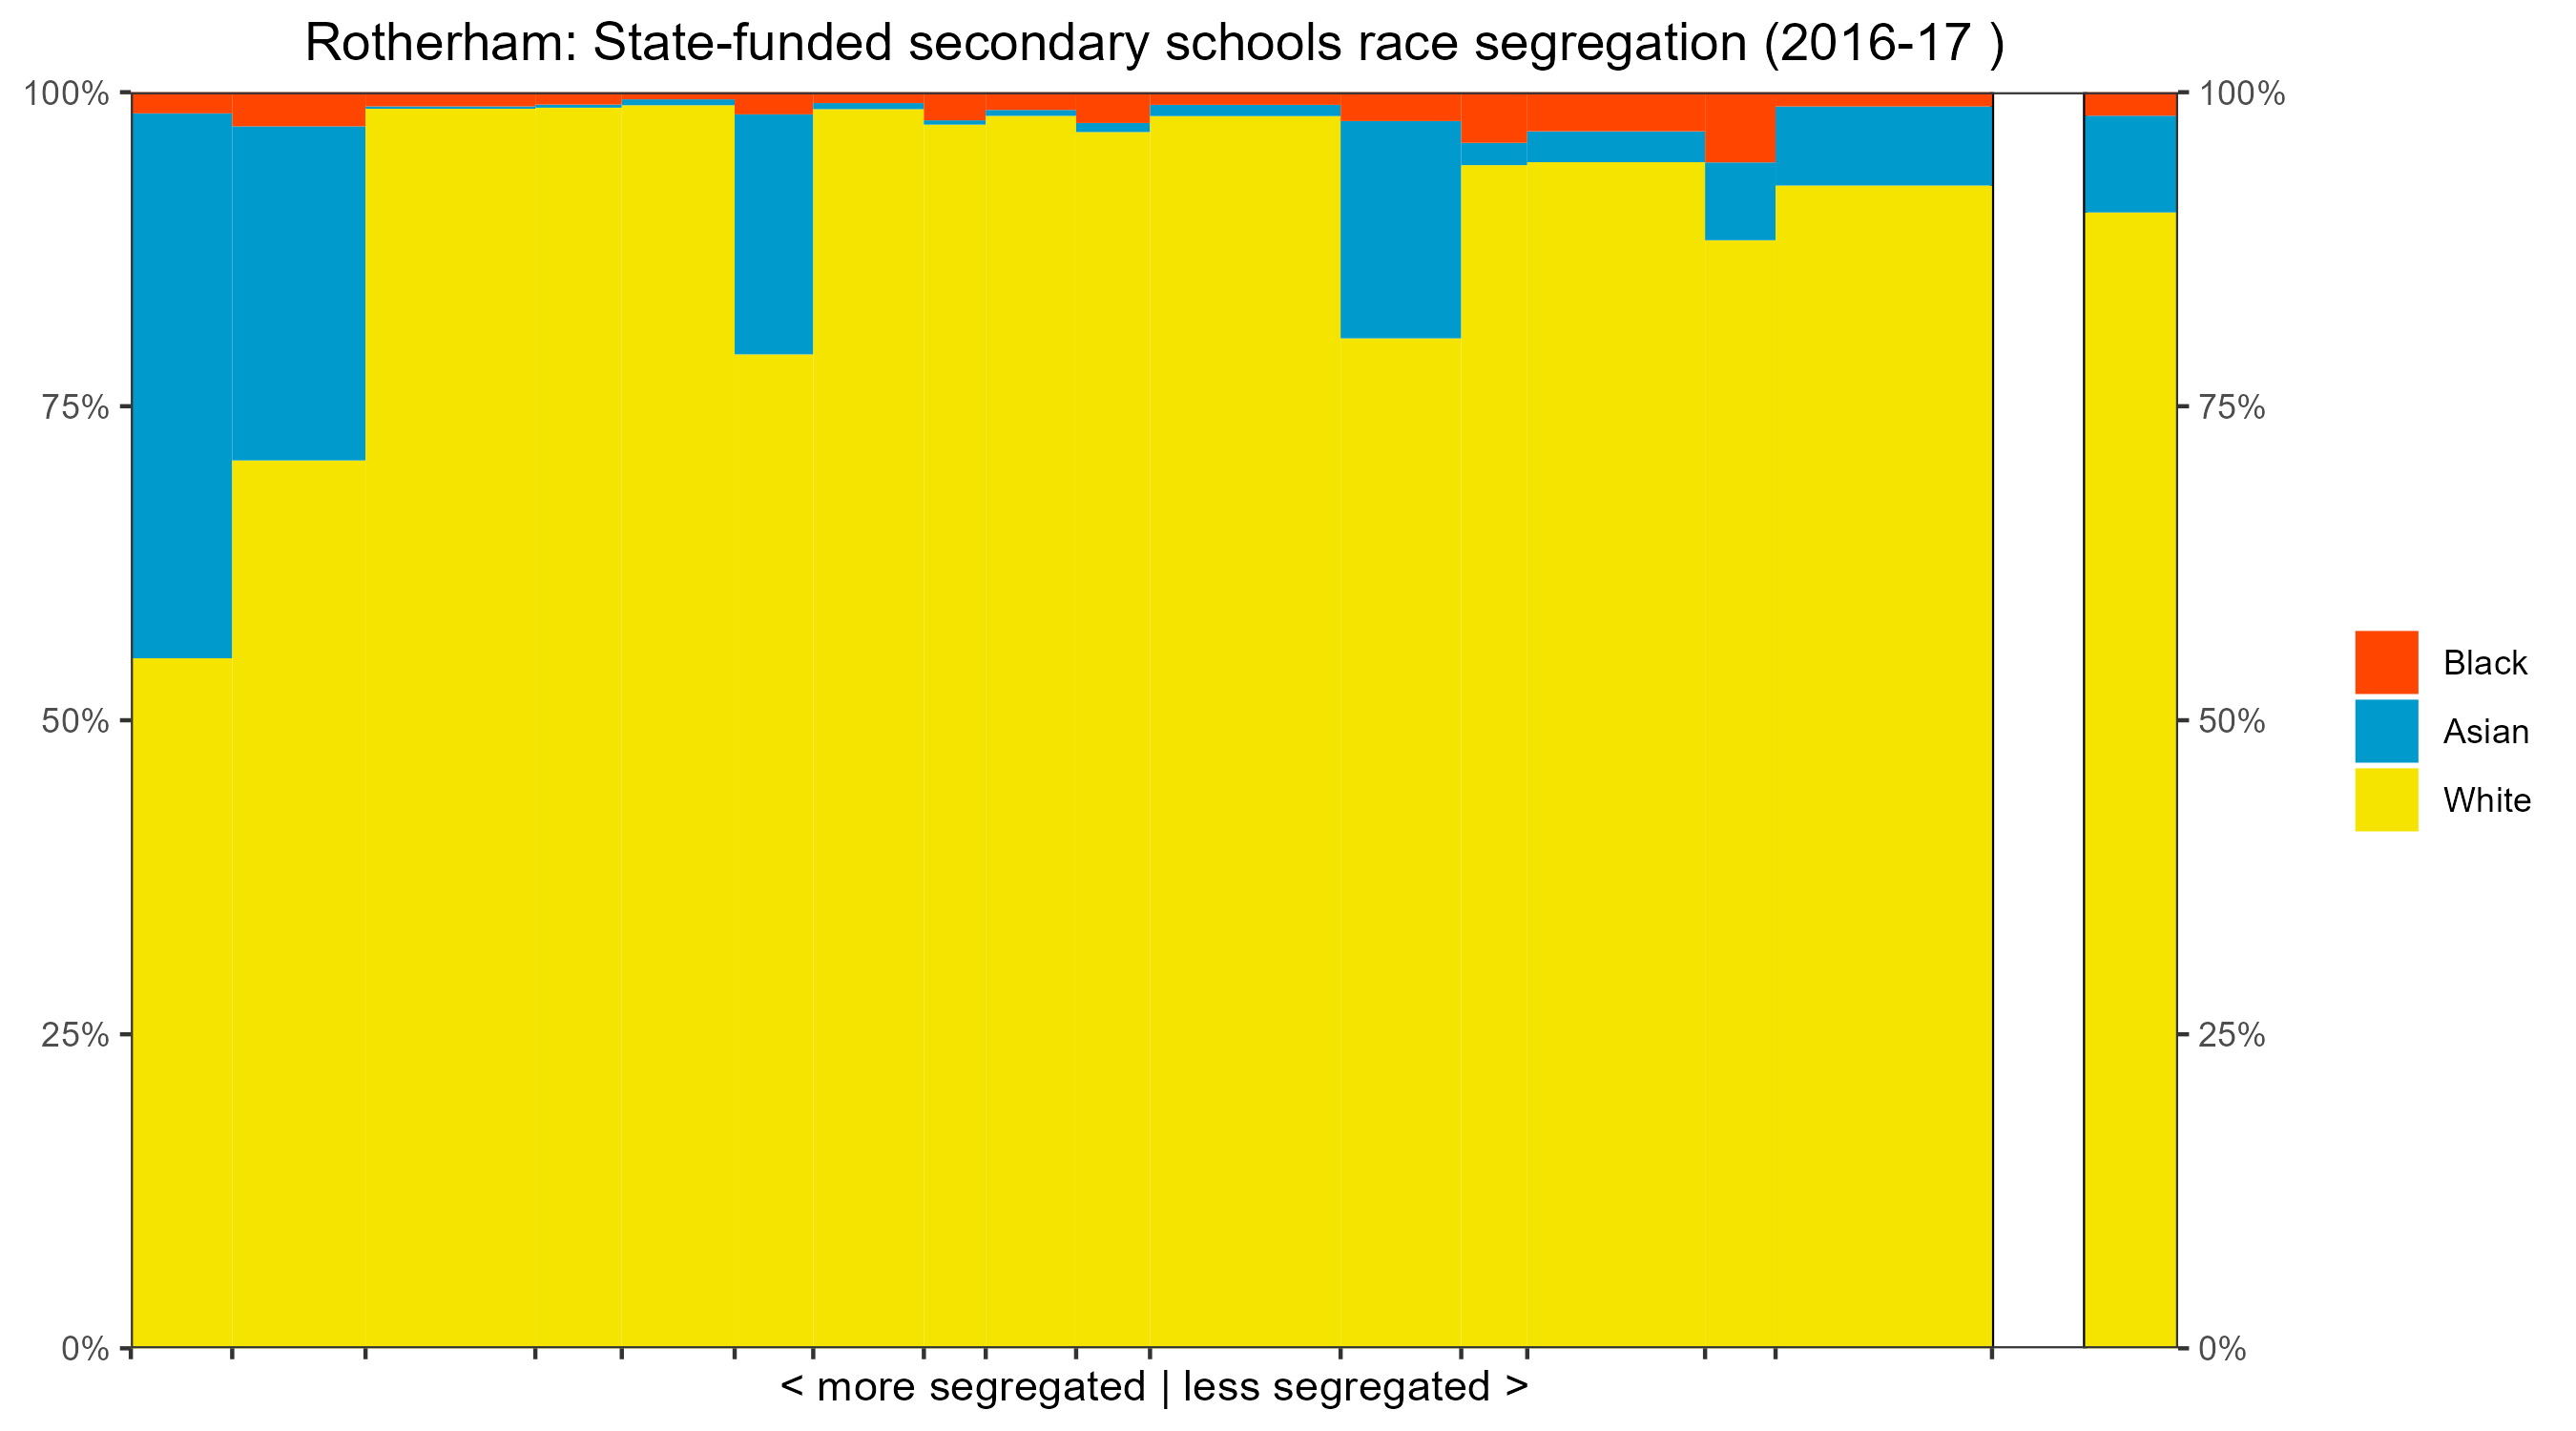 Rotherham: State-funded secondary schools race segregation (2016-17 )
100%
75%
50%
25%
0%
100%
75%
50%
25%
0%
< more segregated | less segregated >
Black
Asian
White